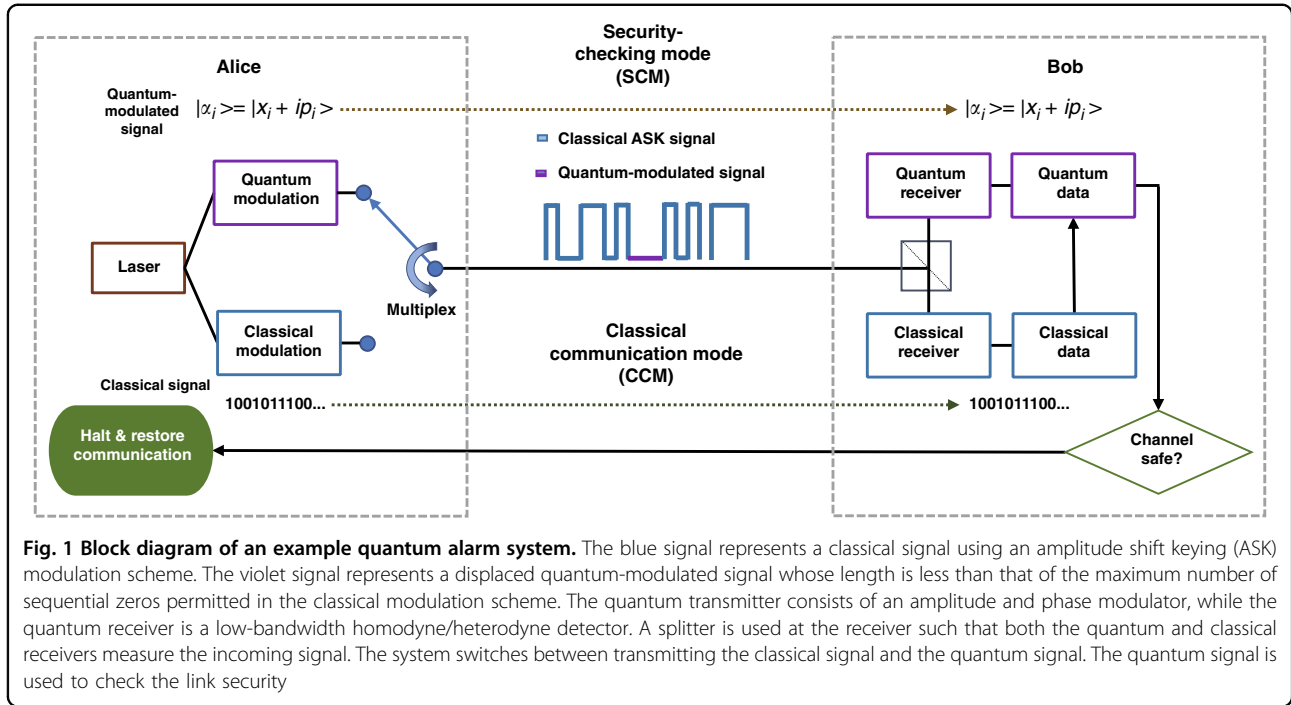 Security-
checking mode
(SCM)
Alice
Bob
Quantum-
modulated
signal
|αᵢ >= |xᵢ + ipᵢ >
|αᵢ >= |xᵢ + ipᵢ >
Classical ASK signal
Quantum-modulated signal
Quantum
modulation
Quantum
receiver
Quantum
data
Laser
Multiplex
Classical
modulation
Classical
communication mode
(CCM)
Classical
receiver
Classical
data
Classical signal
1001011100...
1001011100...
Halt & restore
communication
Channel
safe?
Fig. 1 Block diagram of an example quantum alarm system. The blue signal represents a classical signal using an amplitude shift keying (ASK)
modulation scheme. The violet signal represents a displaced quantum-modulated signal whose length is less than that of the maximum number of
sequential zeros permitted in the classical modulation scheme. The quantum transmitter consists of an amplitude and phase modulator, while the
quantum receiver is a low-bandwidth homodyne/heterodyne detector. A splitter is used at the receiver such that both the quantum and classical
receivers measure the incoming signal. The system switches between transmitting the classical signal and the quantum signal. The quantum signal is
used to check the link security